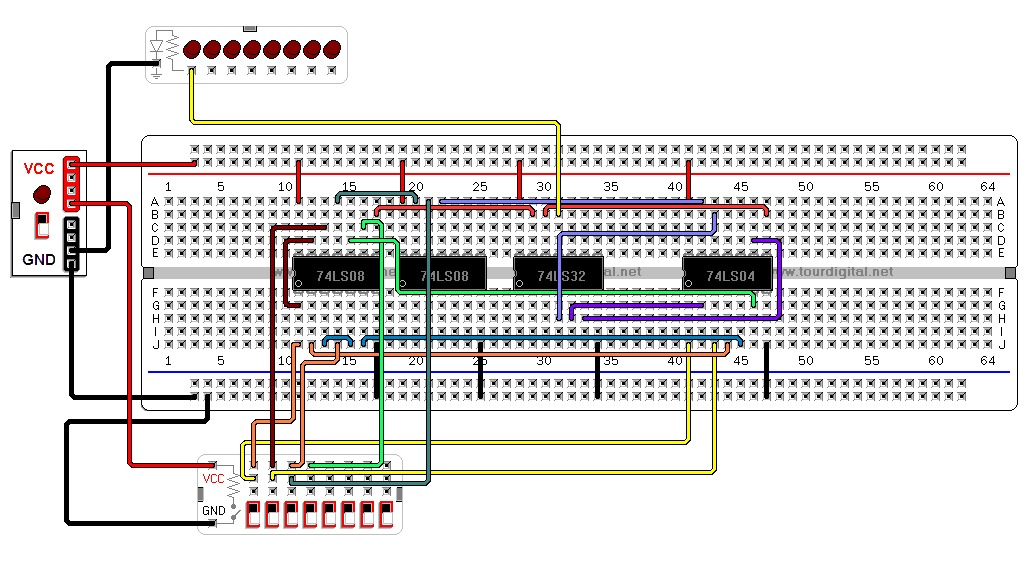 VCC
GND
1 5 10 15 20 25 30 35 40 45 50 55 60 64
A A
B B
C C
D D
E E
74LS08 74LS08 74LS32 al.net 74LS04 www.tourdigital.net
F F
G G
H H
I I
J J
1 5 10 15 20 25 30 35 40 45 50 55 60 64
VCC
GND